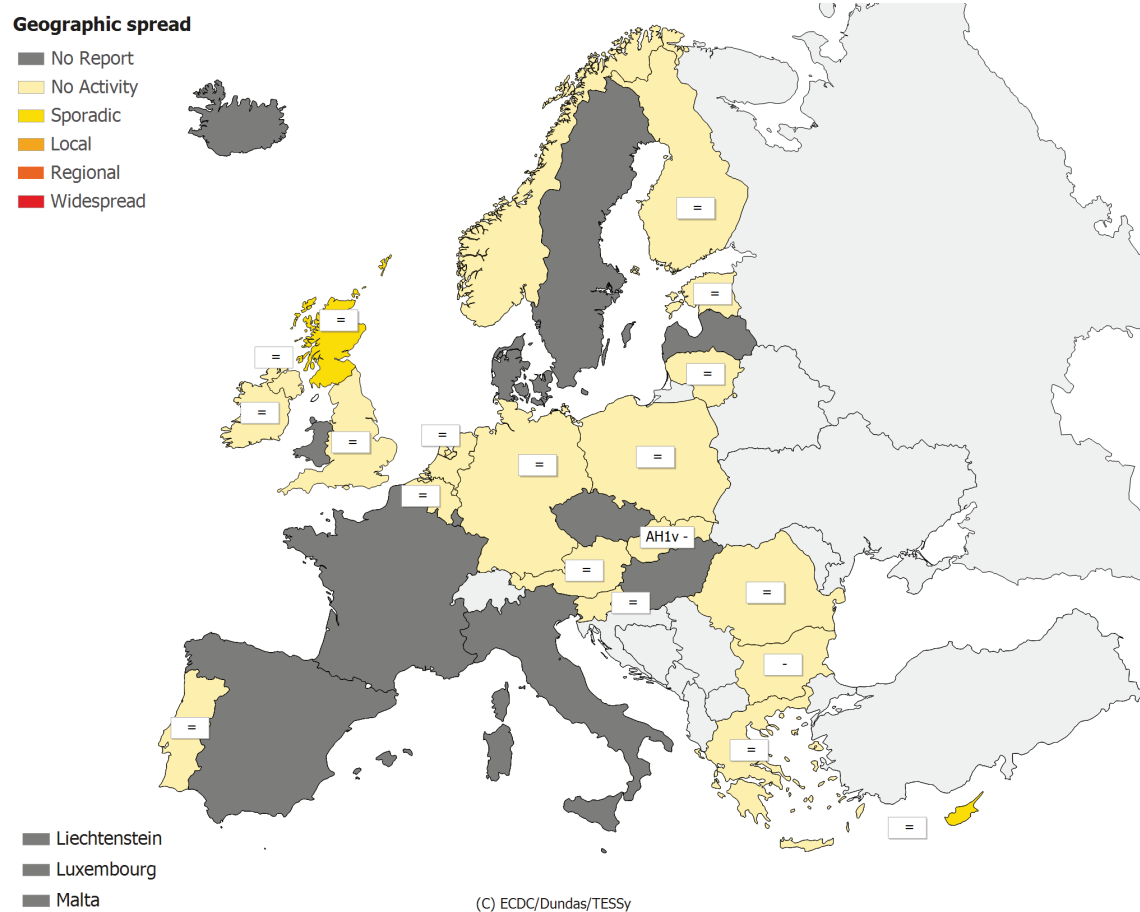 Geographic spread
No Report
No Activity
Sporadic
Local
Regional
Widespread
=
=
=
=
=
=
=
=
=
=
=
AH1v -
=
=
=
-
=
=
=
Liechtenstein
Luxembourg
Malta
(C) ECDC/Dundas/TESSy